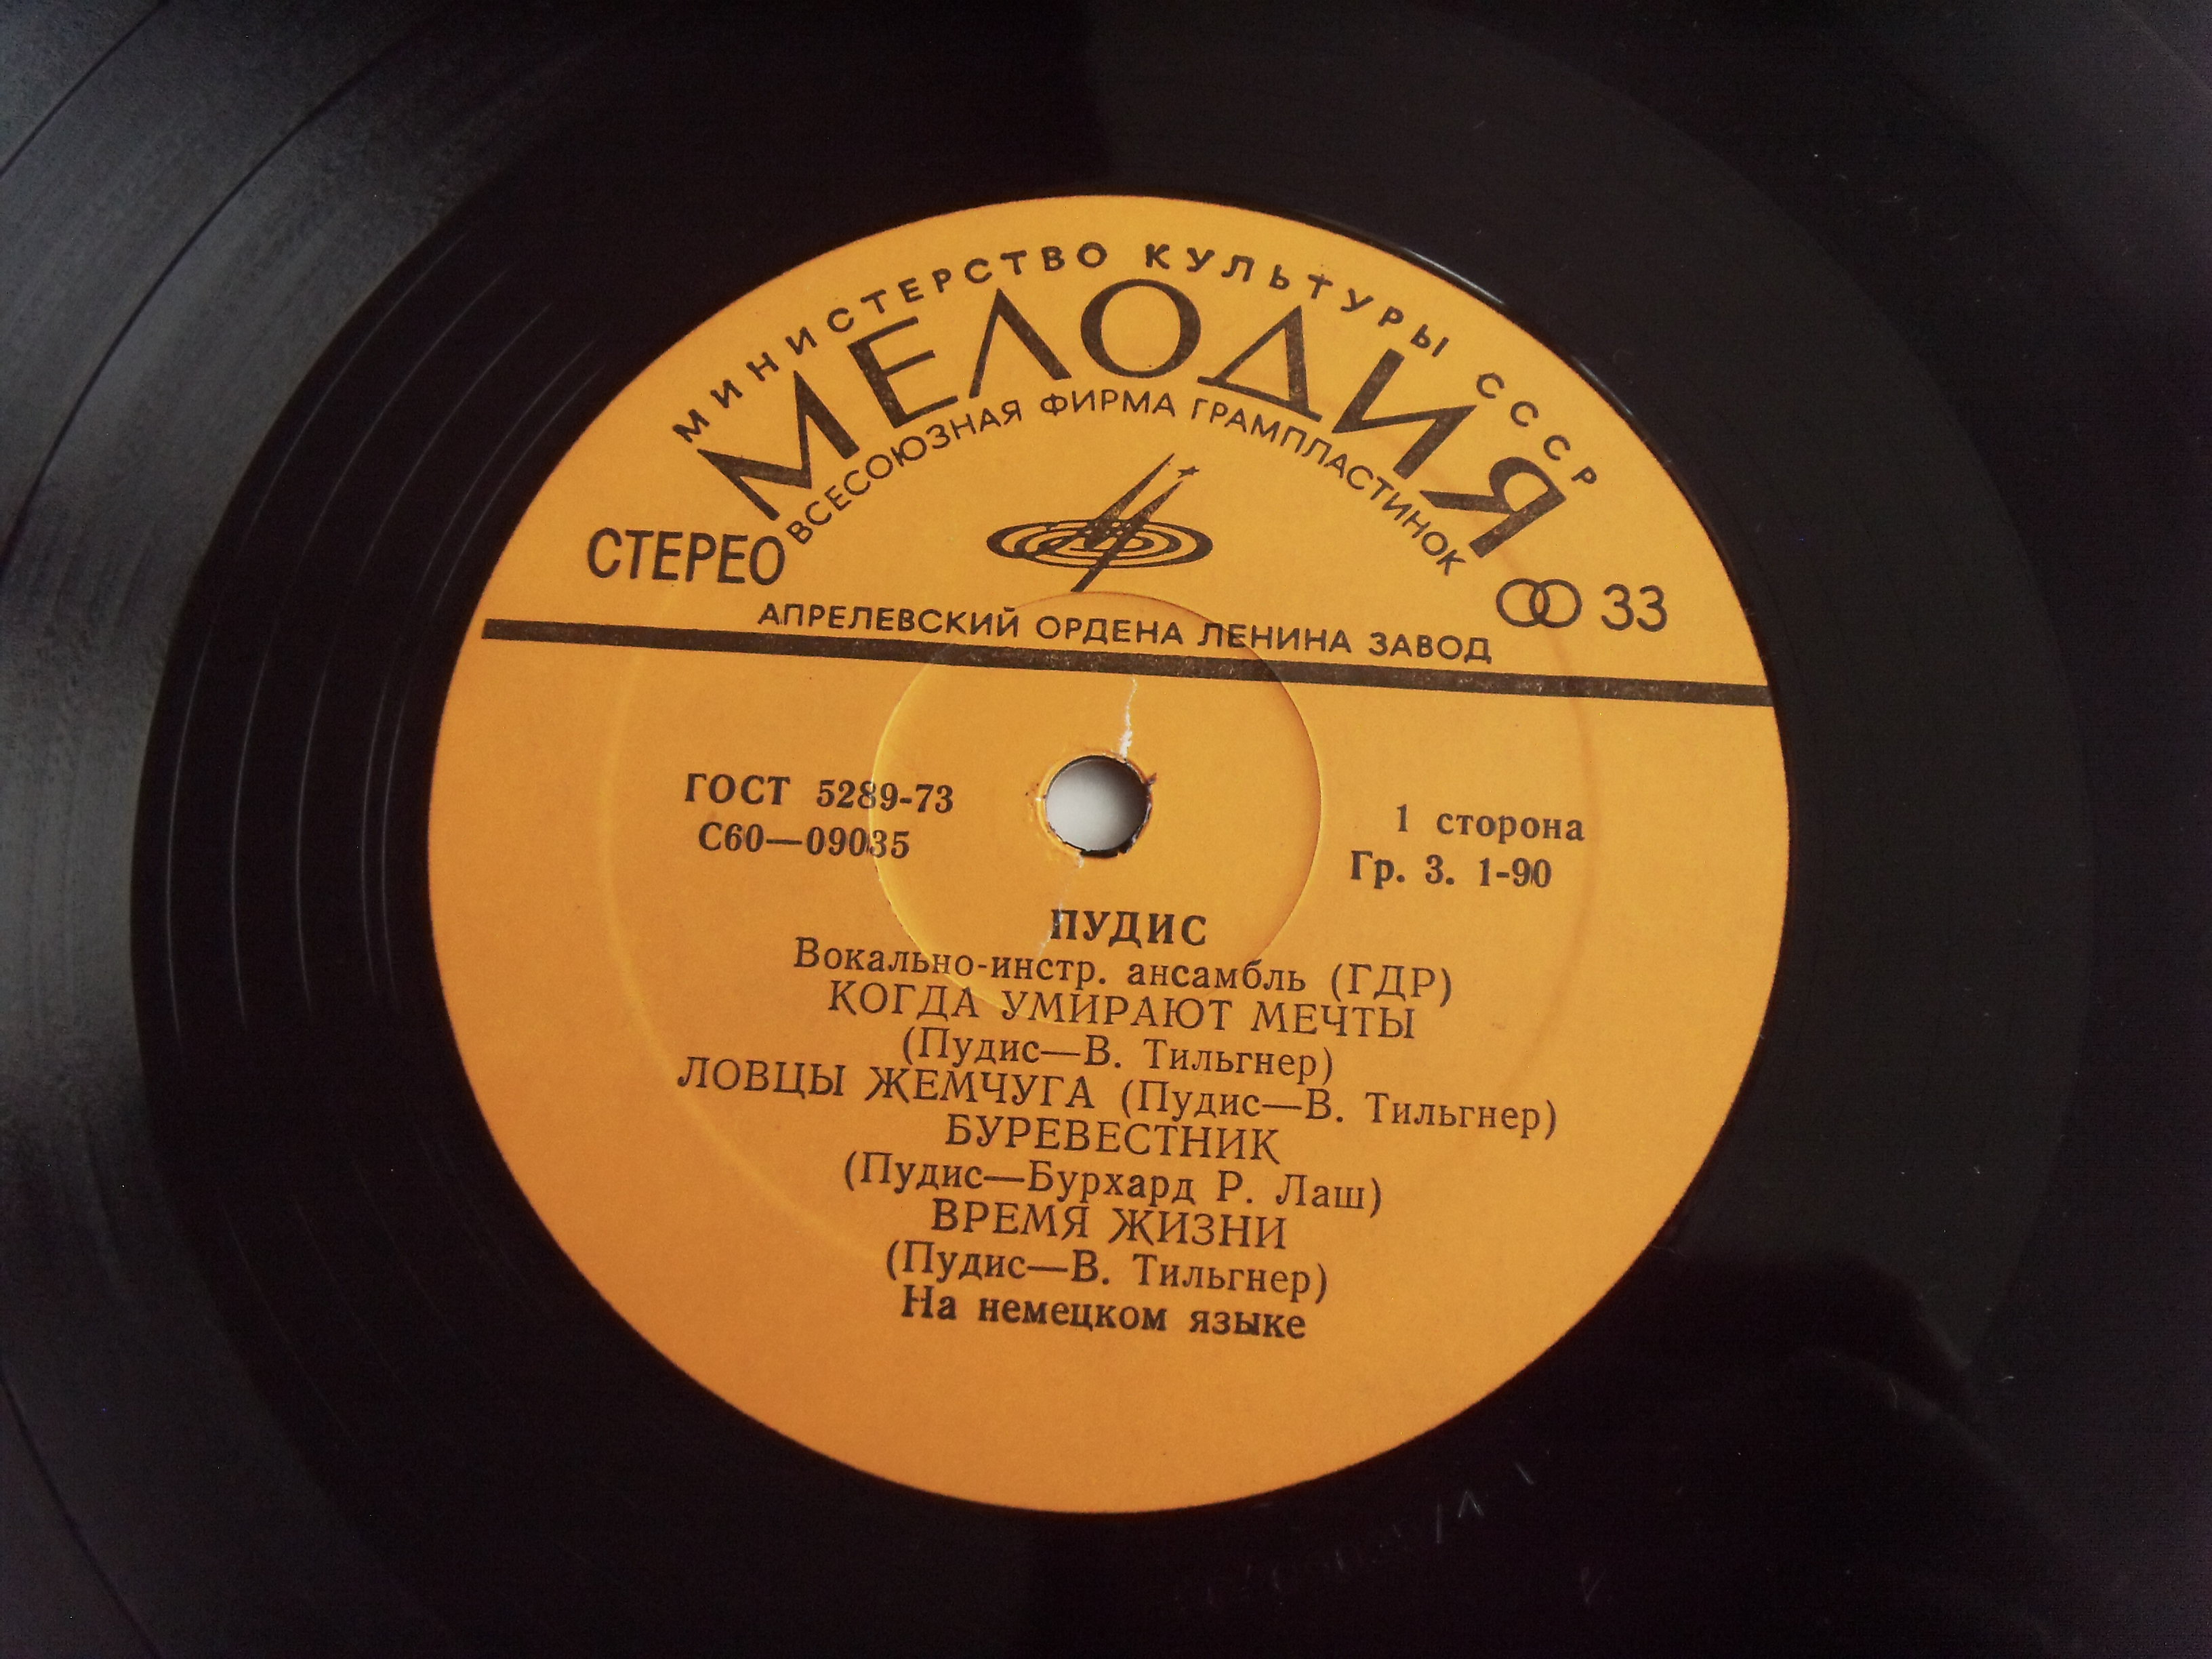 МИНИСТЕРСТВО КУЛЬТУРЫ СССР
МЕЛОДИЯ
ВСЕСОЮЗНАЯ ФИРМА ГРАМПЛАСТИНОК
СТЕРЕО
33
АПРЕЛЕВСКИЙ ОРДЕНА ЛЕНИНА ЗАВОД
ГОСТ 5289-73
С60—09035
1 сторона
Гр. 3. 1-90
ПУДИС
Вокально-инстр. ансамбль (ГДР)
КОГДА УМИРАЮТ МЕЧТЫ
(Пудис—В. Тильгнер)
ЛОВЦЫ ЖЕМЧУГА (Пудис—В. Тильгнер)
БУРЕВЕСТНИК
(Пудис—Бурхард Р. Лаш)
ВРЕМЯ ЖИЗНИ
(Пудис—В. Тильгнер)
На немецком языке